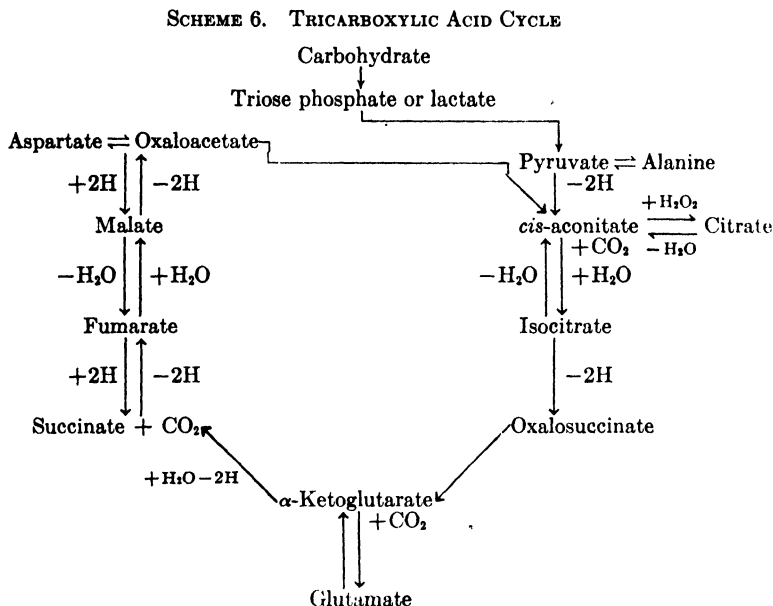 SCHEME 6. TRICARBOXYLIC ACID CYCLE
Carbohydrate
Triose phosphate or lactate
Aspartate ⇌ Oxaloacetate
Pyruvate ⇌ Alanine
+2H −2H
−2H
Malate
cis-aconitate
+H₂O₂
−H₂O
Citrate
+CO₂
−H₂O +H₂O
−H₂O +H₂O
Fumarate
Isocitrate
+2H −2H
−2H
Succinate + CO₂
Oxalosuccinate
+H₂O−2H
α-Ketoglutarate
+CO₂
Glutamate